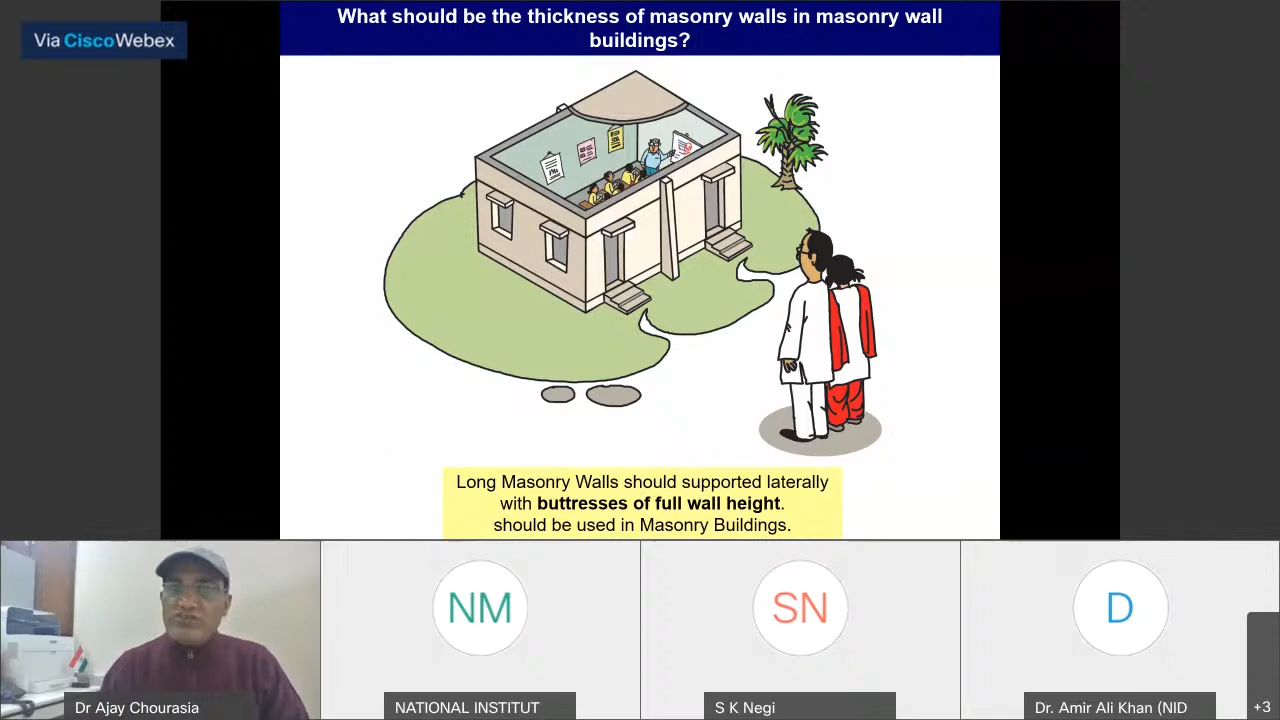 What should be the thickness of masonry walls in masonry wall
buildings?
Via Cisco Webex
Long Masonry Walls should supported laterally
with buttresses of full wall height.
should be used in Masonry Buildings.
NM
SN
D
Dr Ajay Chourasia
NATIONAL INSTITUT
S K Negi
Dr. Amir Ali Khan (NID
+3